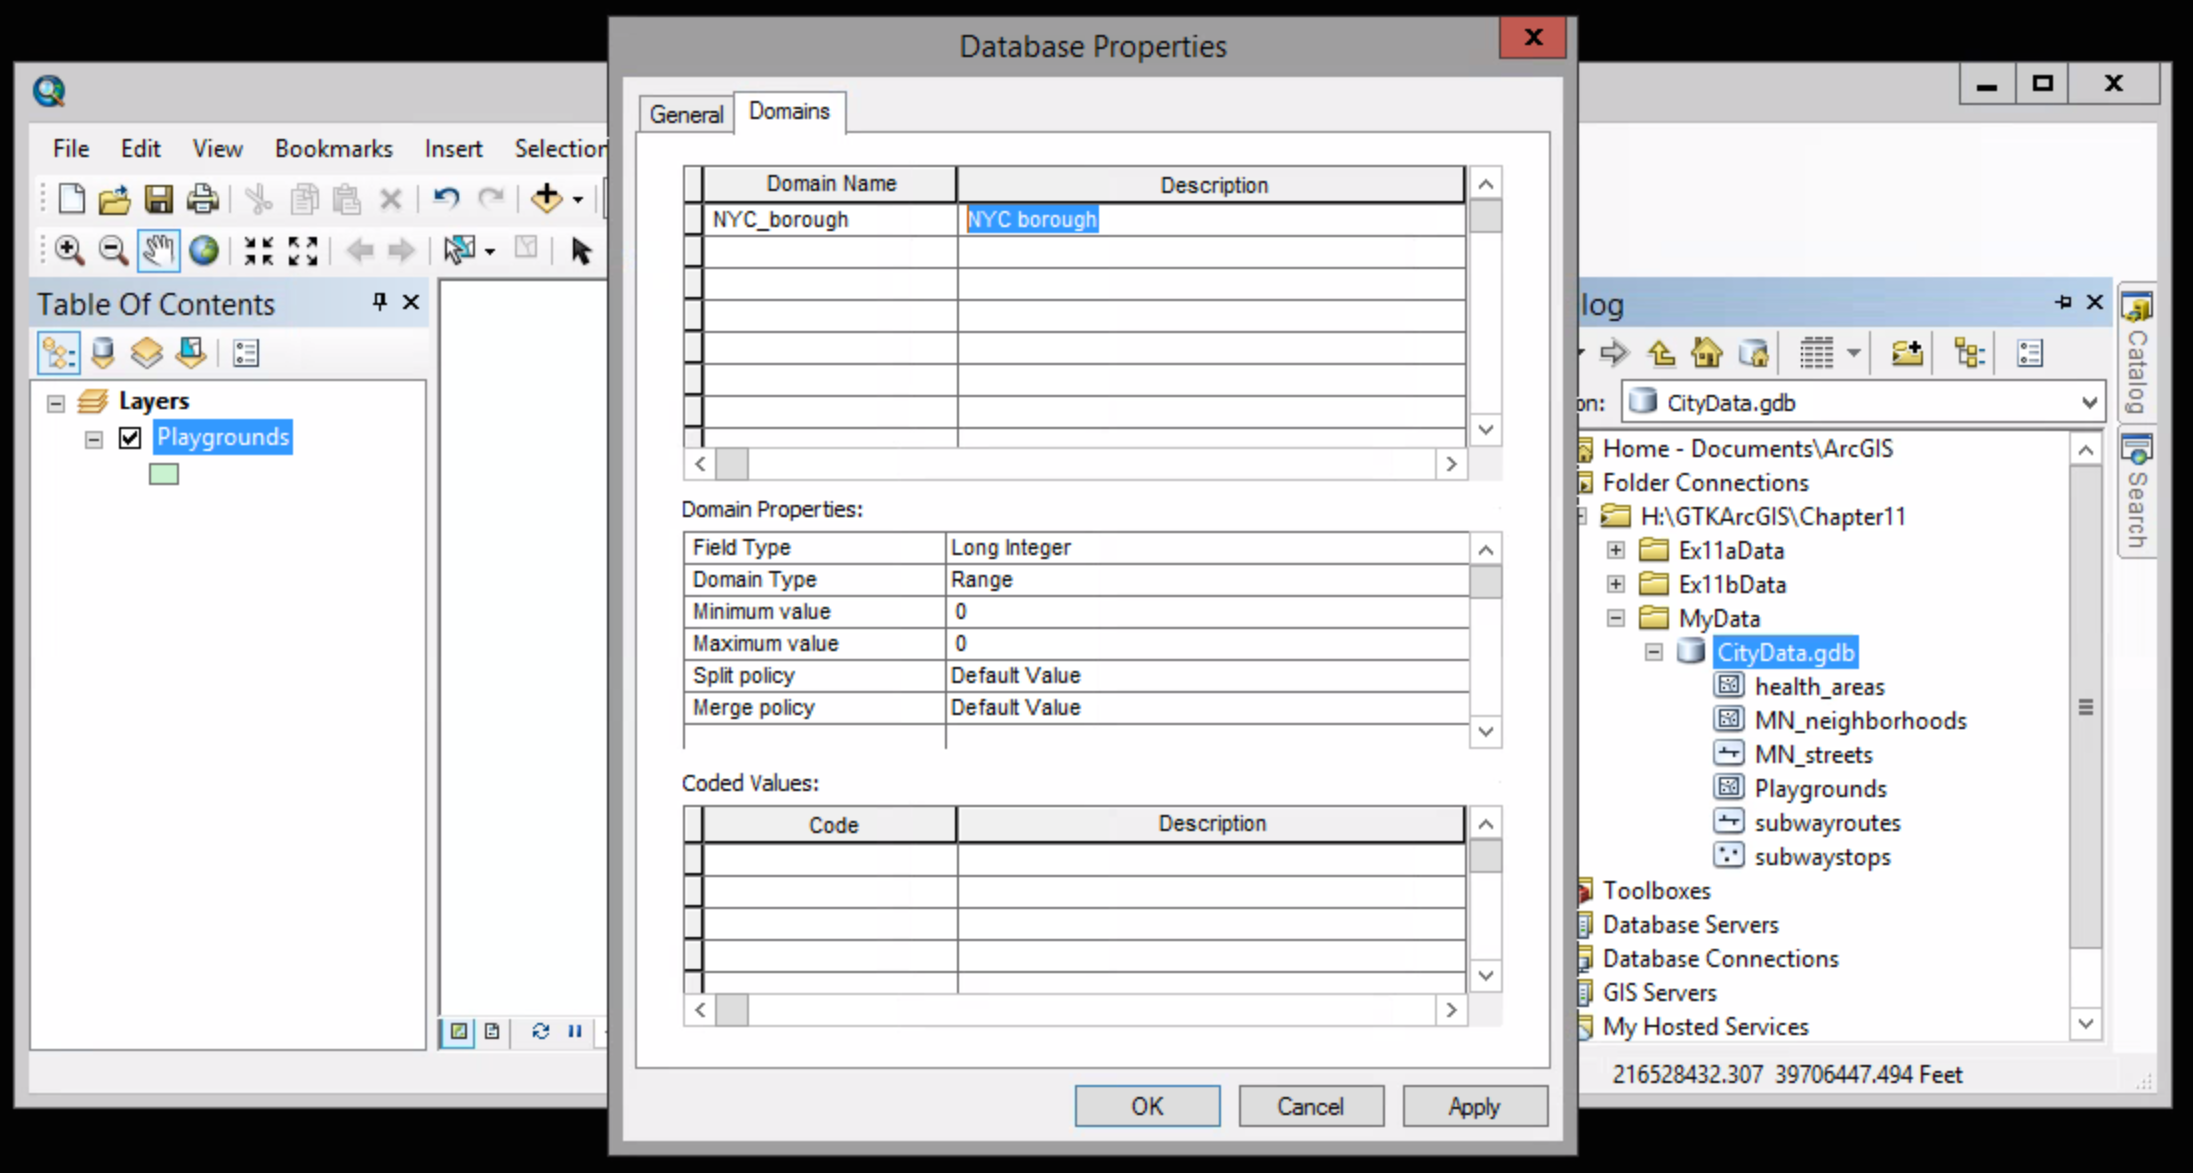 Database Properties
X
X
General
Domains
File Edit View Bookmarks Insert Selection
Domain Name Description
NYC_borough NYC borough
Table Of Contents
Layers
Playgrounds
Domain Properties:
Field Type Long Integer
Domain Type Range
Minimum value 0
Maximum value 0
Split policy Default Value
Merge policy Default Value
Coded Values:
Code Description
OK Cancel Apply
log
on: CityData.gdb
Home - Documents\ArcGIS
Folder Connections
H:\GTKArcGIS\Chapter11
Ex11aData
Ex11bData
MyData
CityData.gdb
health_areas
MN_neighborhoods
MN_streets
Playgrounds
subwayroutes
subwaystops
Toolboxes
Database Servers
Database Connections
GIS Servers
My Hosted Services
216528432.307 39706447.494 Feet
Catalog
Search